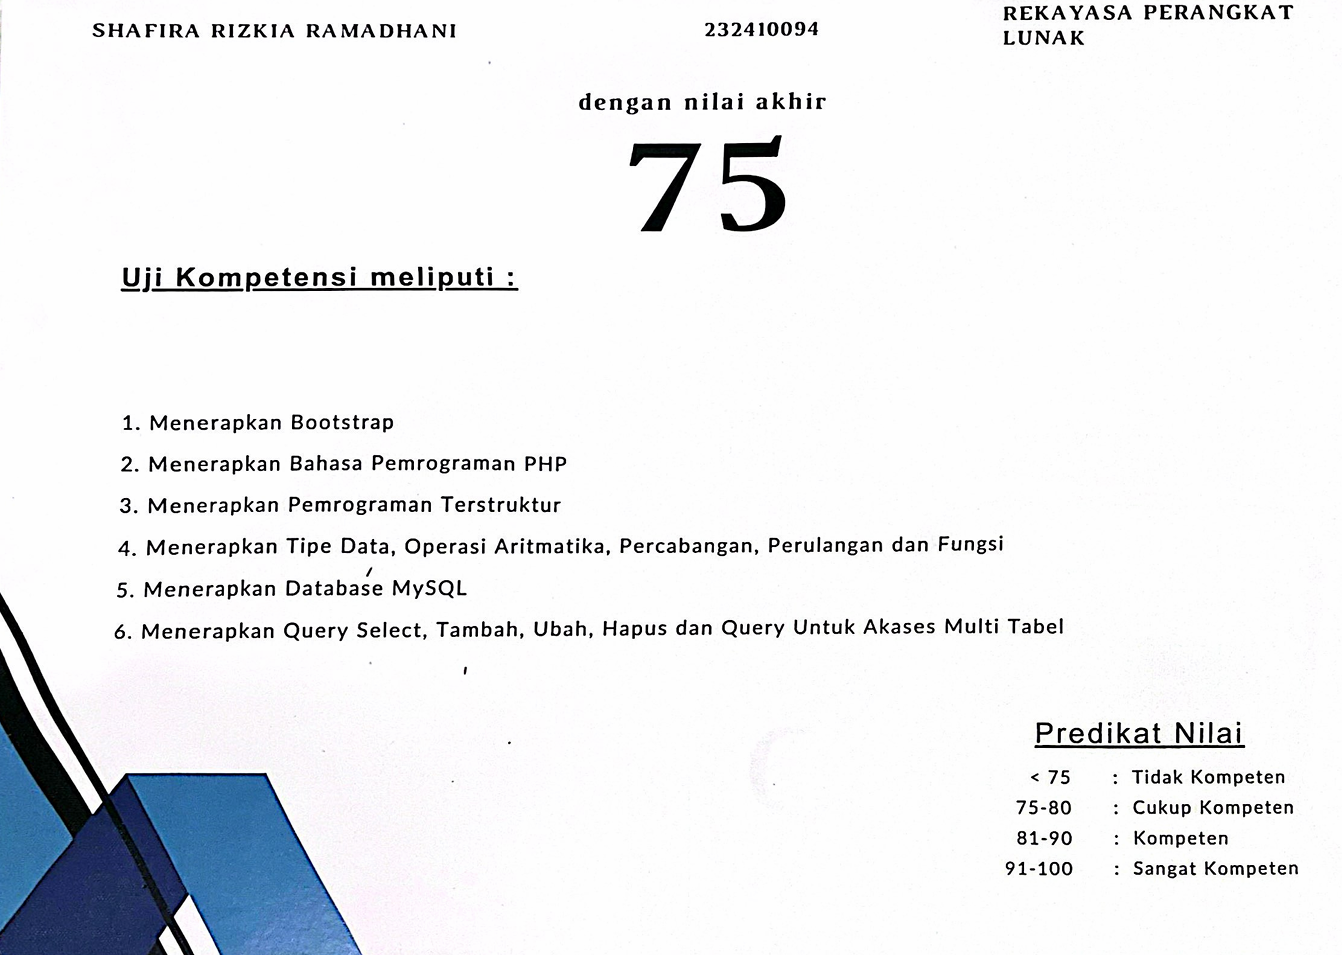 SHAFIRA RIZKIA RAMADHANI
232410094
REKAYASA PERANGKAT
LUNAK
dengan nilai akhir
75
Uji Kompetensi meliputi :
1. Menerapkan Bootstrap
2. Menerapkan Bahasa Pemrograman PHP
3. Menerapkan Pemrograman Terstruktur
4. Menerapkan Tipe Data, Operasi Aritmatika, Percabangan, Perulangan dan Fungsi
5. Menerapkan Database MySQL
6. Menerapkan Query Select, Tambah, Ubah, Hapus dan Query Untuk Akases Multi Tabel
Predikat Nilai
< 75 : Tidak Kompeten
75-80 : Cukup Kompeten
81-90 : Kompeten
91-100 : Sangat Kompeten